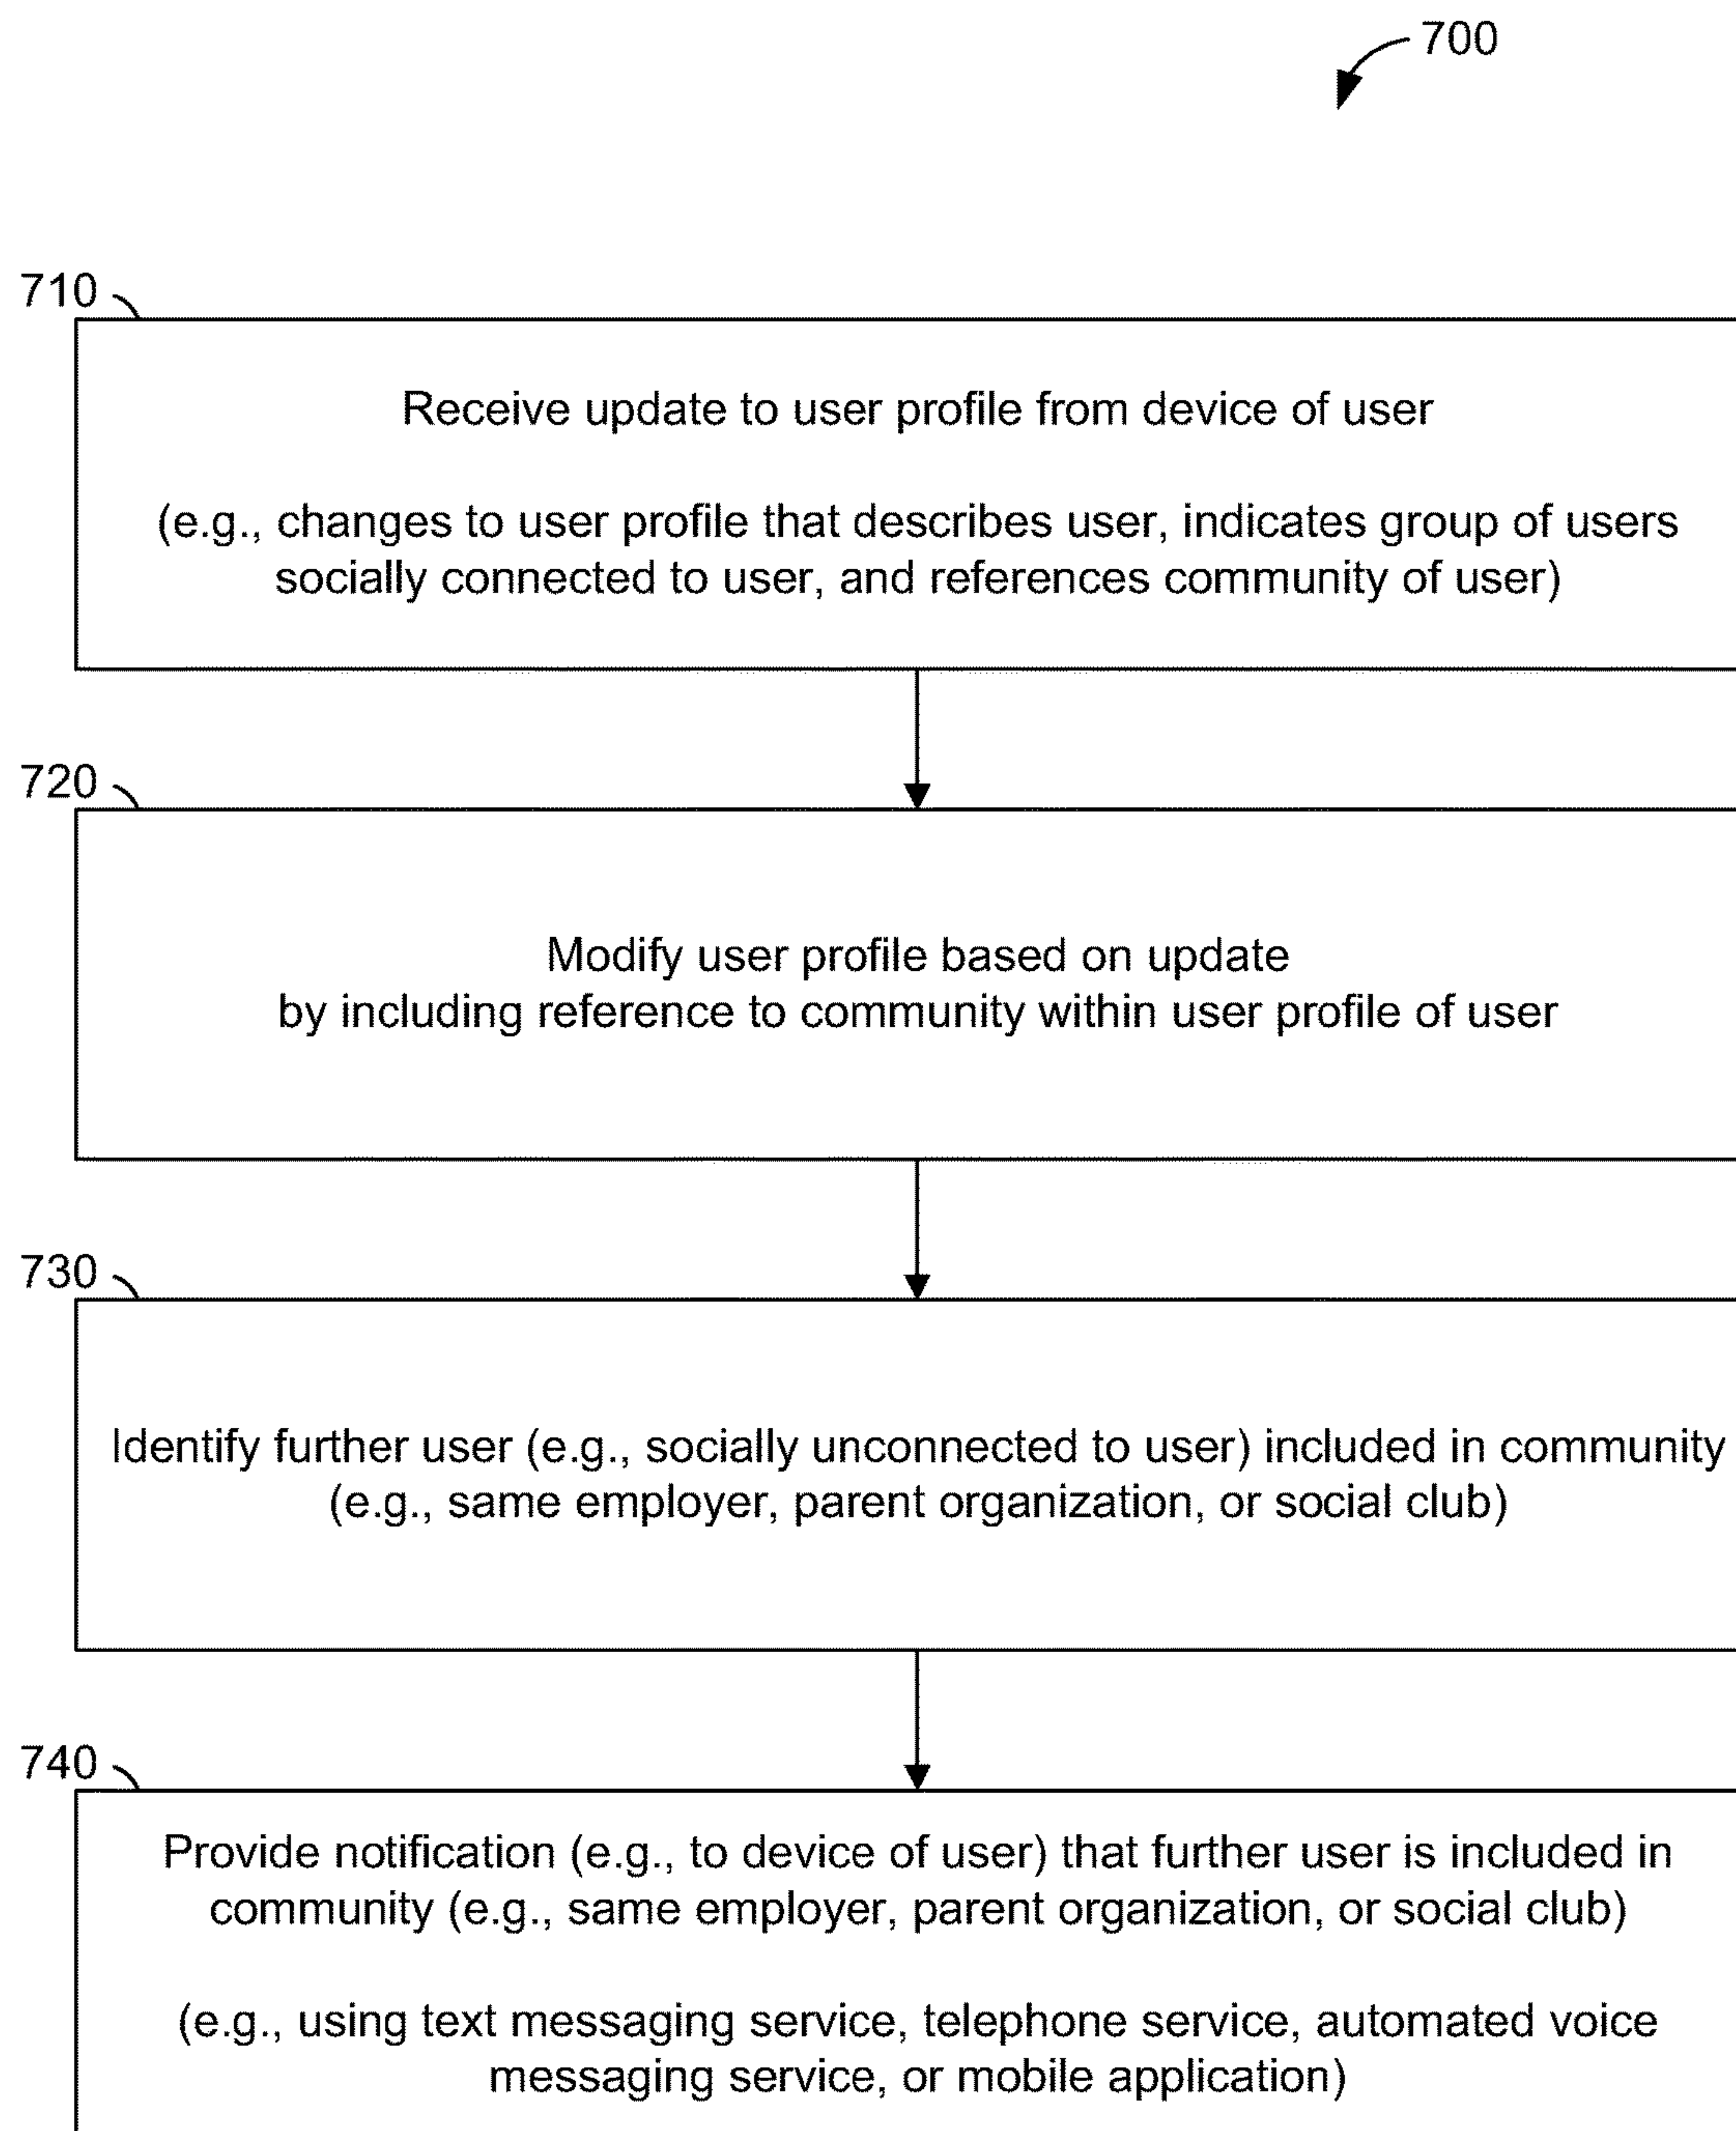 700
710
Receive update to user profile from device of user
(e.g., changes to user profile that describes user, indicates group of users
socially connected to user, and references community of user)
720
Modify user profile based on update
by including reference to community within user profile of user
730
Identify further user (e.g., socially unconnected to user) included in community
(e.g., same employer, parent organization, or social club)
740
Provide notification (e.g., to device of user) that further user is included in
community (e.g., same employer, parent organization, or social club)
(e.g., using text messaging service, telephone service, automated voice
messaging service, or mobile application)